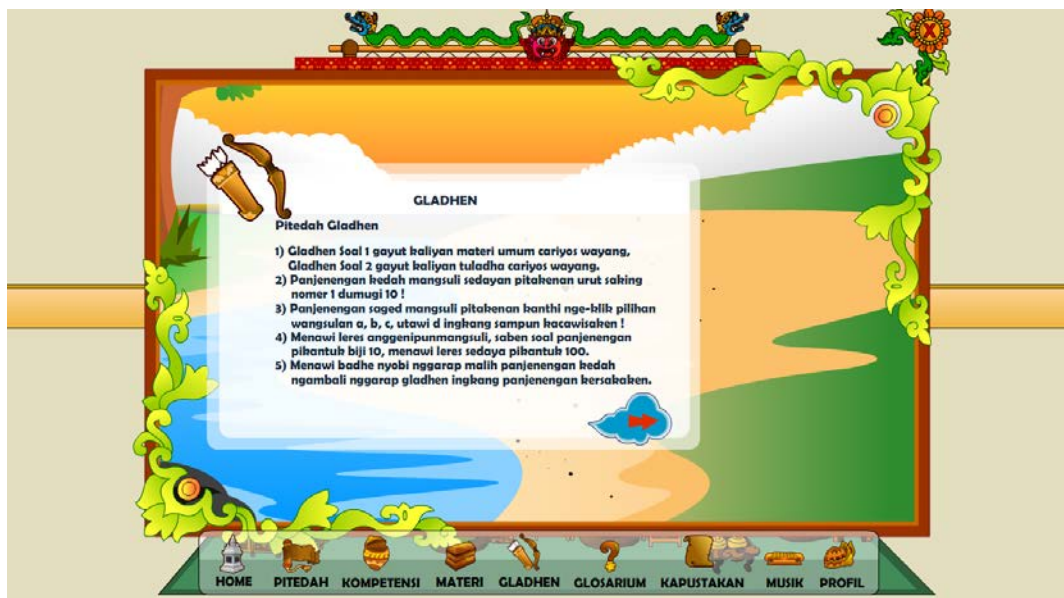 X
GLADHEN
Pitedah Gladhen
1) Gladhen Soal 1 gayut kaliyan materi umum cariyos wayang,
Gladhen Soal 2 gayut kaliyan tuladha cariyos wayang.
2) Panjenengan kedah mangsuli sedayan pitakenan urut saking
nomer 1 dumugi 10 !
3) Panjenengan saged mangsuli pitakenan kanthi nge-klik pilihan
wangsulan a, b, c, utawi d ingkang sampun kacawisaken !
4) Menawi leres anggenipunmangsuli, saben soal panjenengan
pikantuk biji 10, menawi leres sedaya pikantuk 100.
5) Menawi badhe nyobi nggarap malih panjenengan kedah
ngambali nggarap gladhen ingkang panjenengan kersakaken.
HOME PITEDAH KOMPETENSI MATERI GLADHEN GLOSARIUM KAPUSTAKAN MUSIK PROFIL